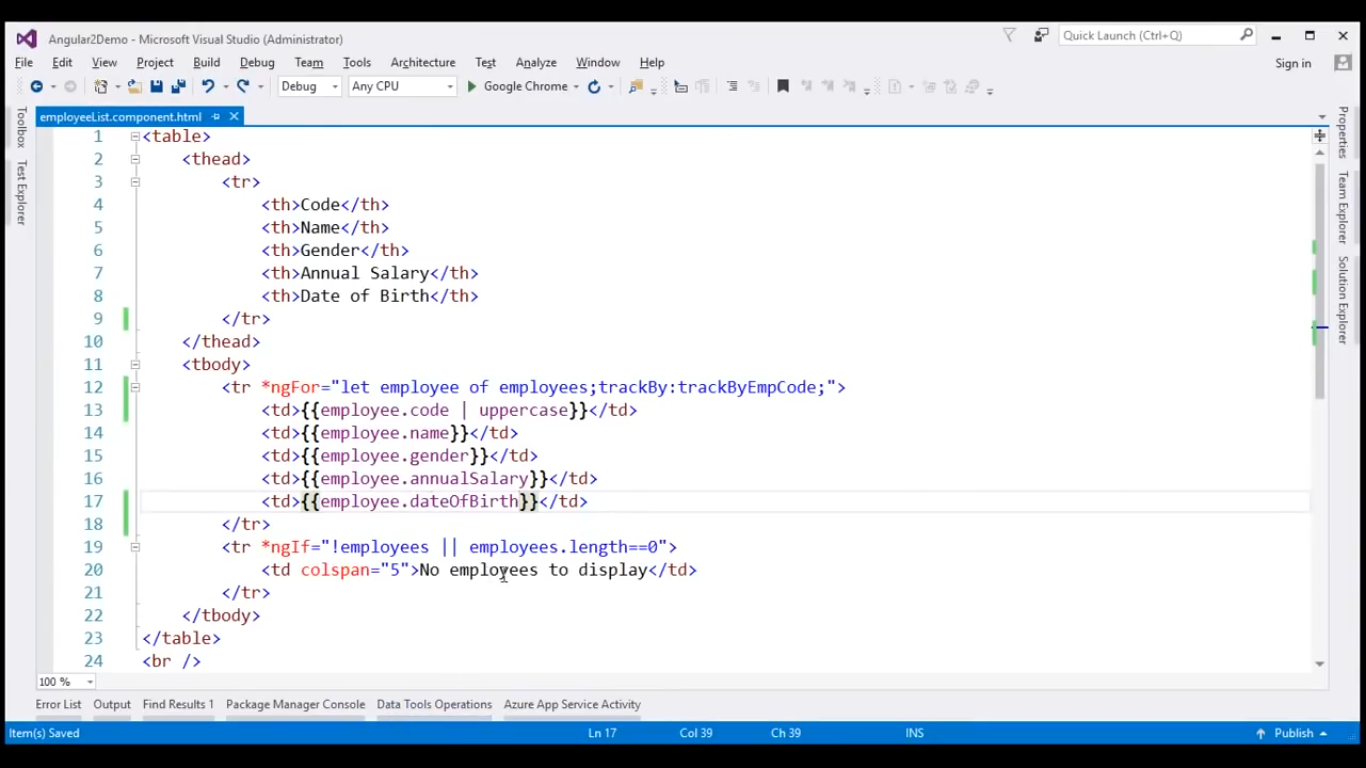 Angular2Demo - Microsoft Visual Studio (Administrator)
Quick Launch (Ctrl+Q)
File Edit View Project Build Debug Team Tools Architecture Test Analyze Window Help
Sign in
Debug Any CPU Google Chrome
Toolbox
Test Explorer
employeeList.component.html
1 <table>
2 <thead>
3 <tr>
4 <th>Code</th>
5 <th>Name</th>
6 <th>Gender</th>
7 <th>Annual Salary</th>
8 <th>Date of Birth</th>
9 </tr>
10 </thead>
11 <tbody>
12 <tr *ngFor="let employee of employees;trackBy:trackByEmpCode;">
13 <td>{{employee.code | uppercase}}</td>
14 <td>{{employee.name}}</td>
15 <td>{{employee.gender}}</td>
16 <td>{{employee.annualSalary}}</td>
17 <td>{{employee.dateOfBirth}}</td>
18 </tr>
19 <tr *ngIf="!employees || employees.length==0">
20 <td colspan="5">No employees to display</td>
21 </tr>
22 </tbody>
23 </table>
24 <br />
Properties
Team Explorer
Solution Explorer
100 %
Error List Output Find Results 1 Package Manager Console Data Tools Operations Azure App Service Activity
Item(s) Saved Ln 17 Col 39 Ch 39 INS Publish